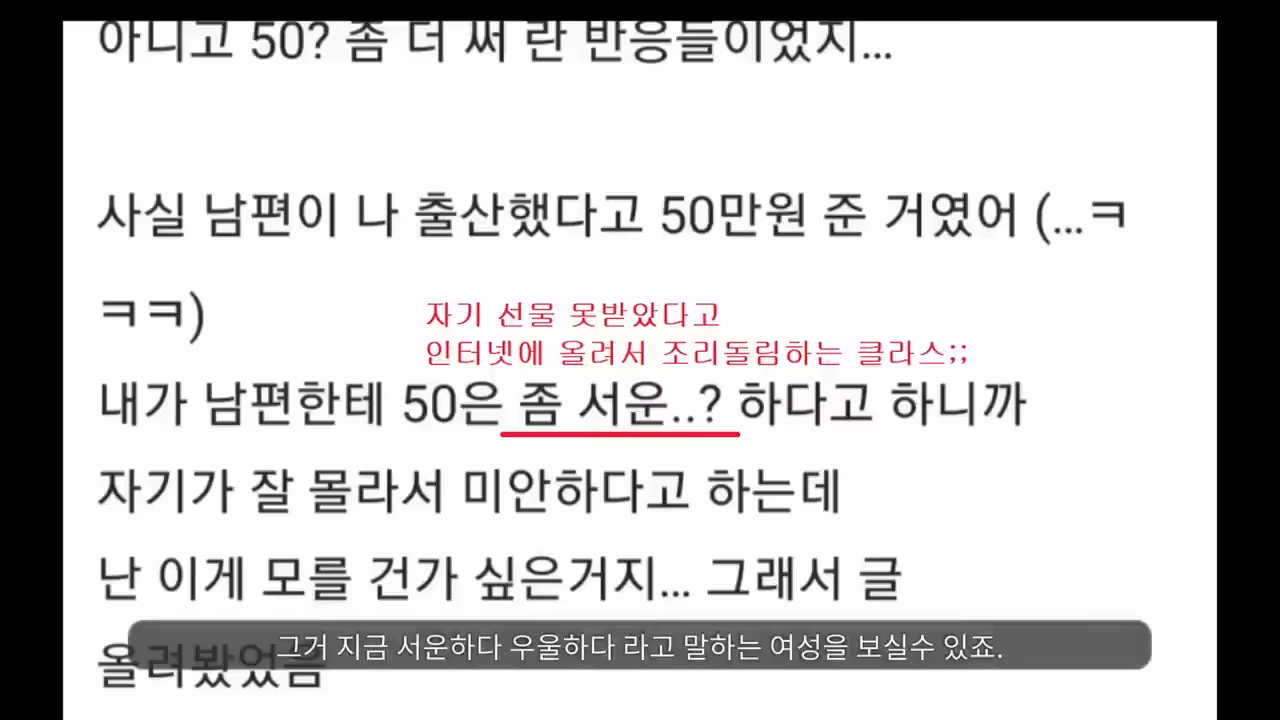 아니고 50? 좀 더 써 란 반응들이었지...
사실 남편이 나 출산했다고 50만원 준 거였어 (...ㅋ
ㅋㅋ)
자기 선물 못받았다고
인터넷에 올려서 조리돌림하는 클라스;;
내가 남편한테 50은 좀 서운..? 하다고 하니까
자기가 잘 몰라서 미안하다고 하는데
난 이게 모를 건가 싶은거지... 그래서 글
올려봤었음
그거 지금 서운하다 우울하다 라고 말하는 여성을 보실수 있죠.